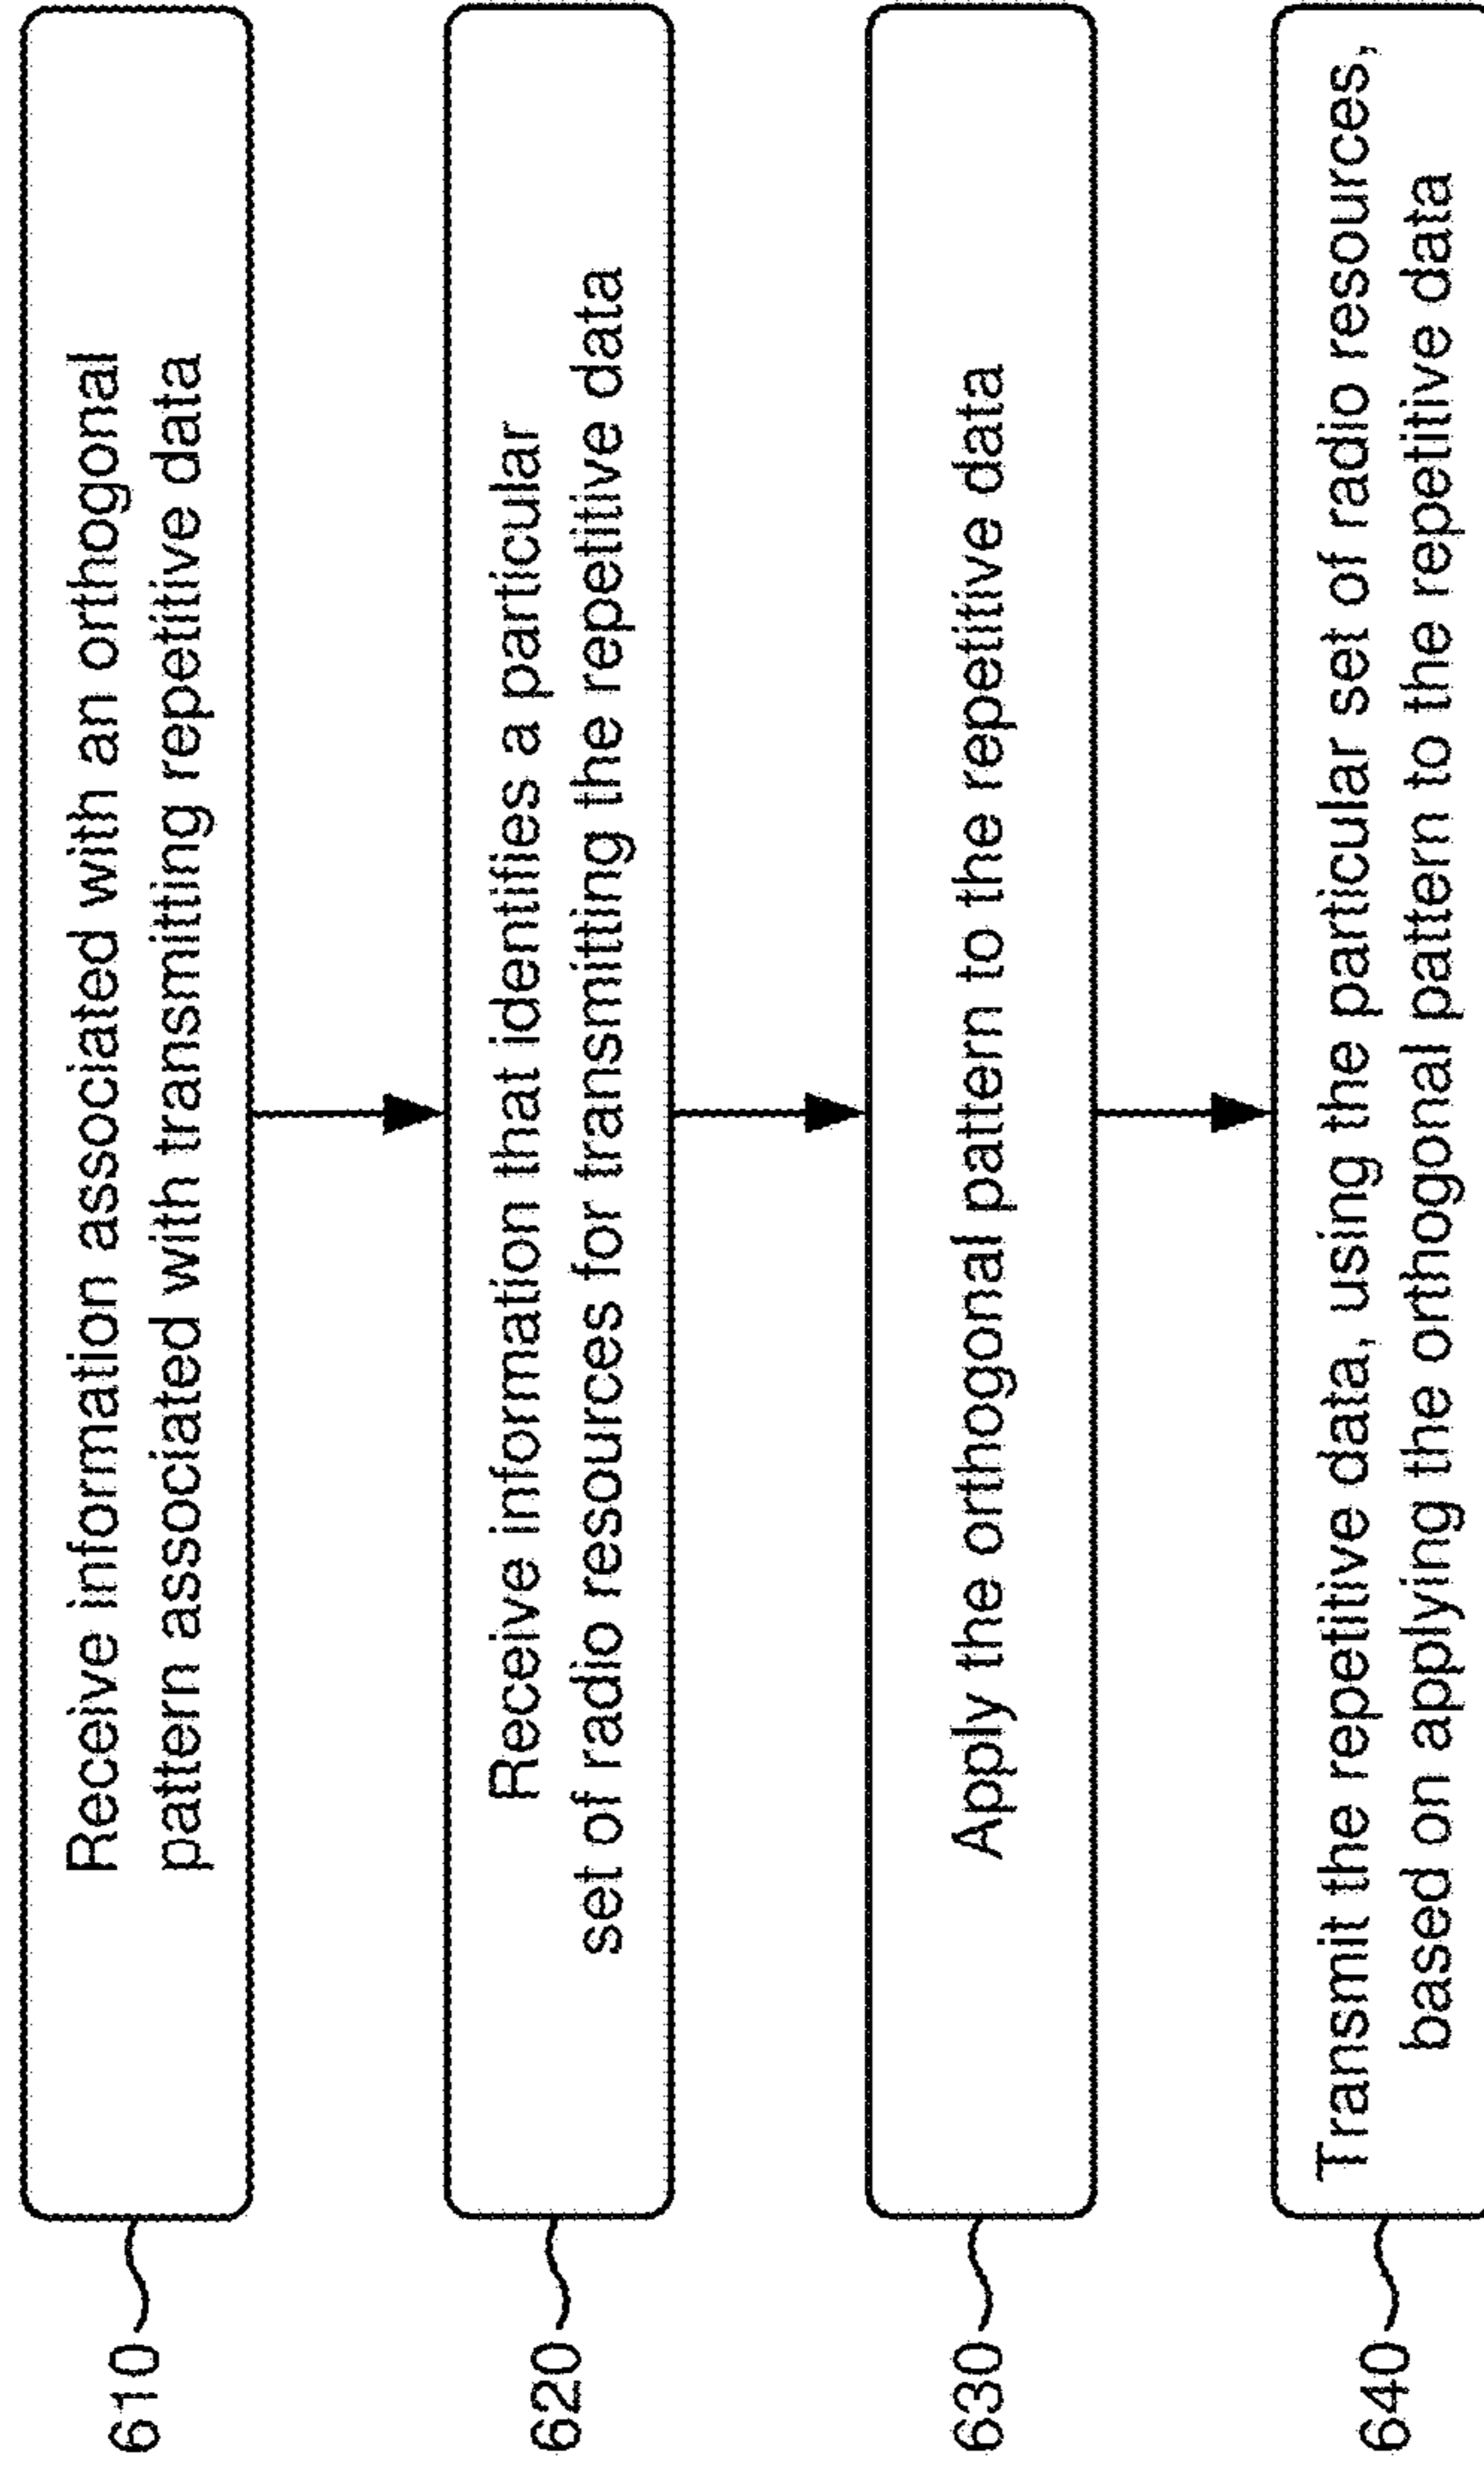 610
Receive information associated with an orthogonal
pattern associated with transmitting repetitive data
620
Receive information that identifies a particular
set of radio resources for transmitting the repetitive data
630
Apply the orthogonal pattern to the repetitive data
640
Transmit the repetitive data, using the particular set of radio resources,
based on applying the orthogonal pattern to the repetitive data